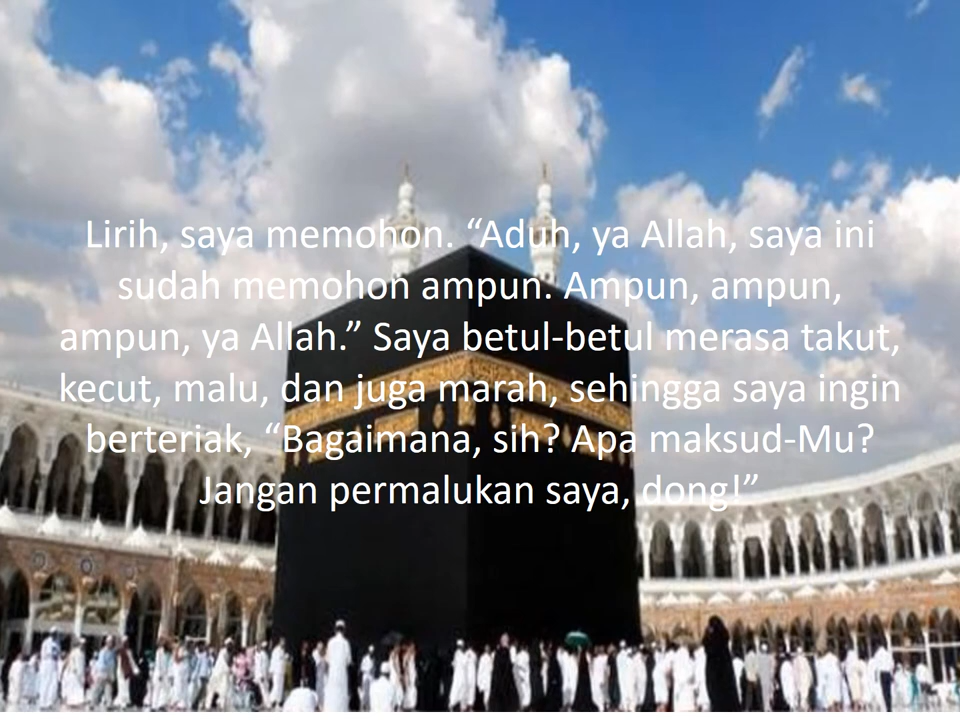 Lirih, saya memohon. “Aduh, ya Allah, saya ini
sudah memohon ampun. Ampun, ampun,
ampun, ya Allah.” Saya betul-betul merasa takut,
kecut, malu, dan juga marah, sehingga saya ingin
berteriak, “Bagaimana, sih? Apa maksud-Mu?
Jangan permalukan saya, dong!”